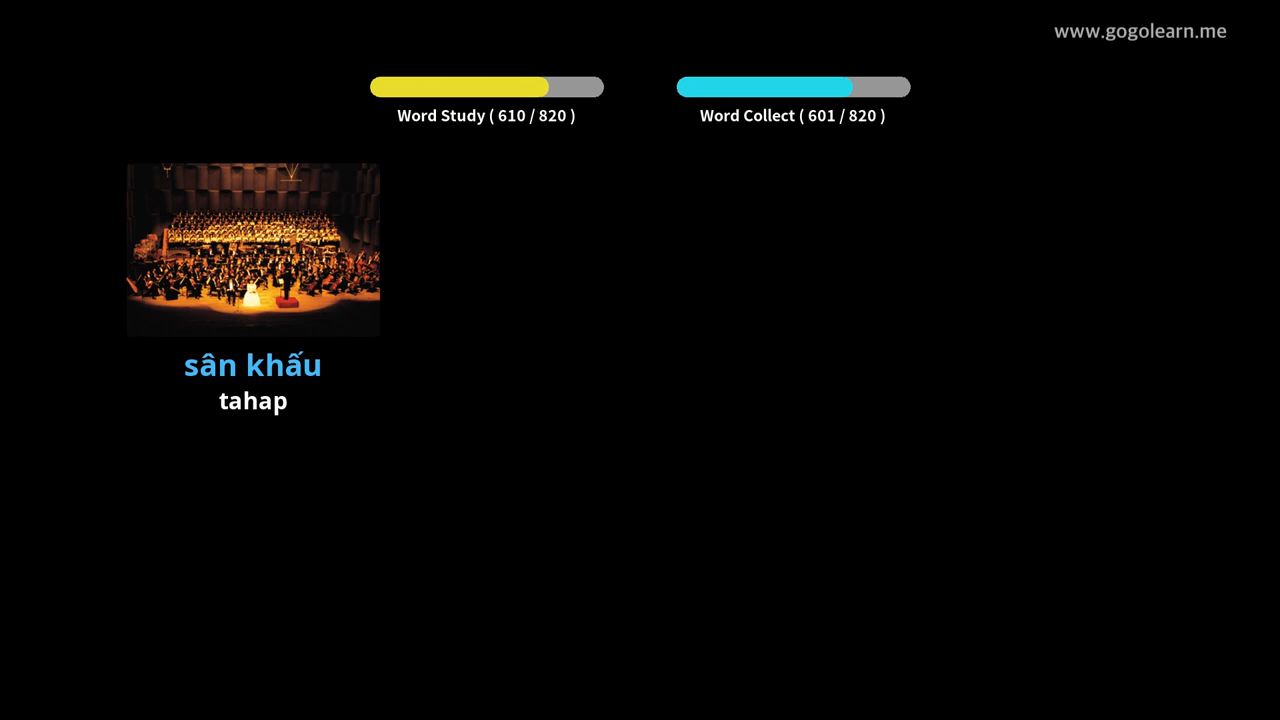 www.gogolearn.me
Word Study ( 610 / 820 )
Word Collect ( 601 / 820 )
sân khấu
tahap